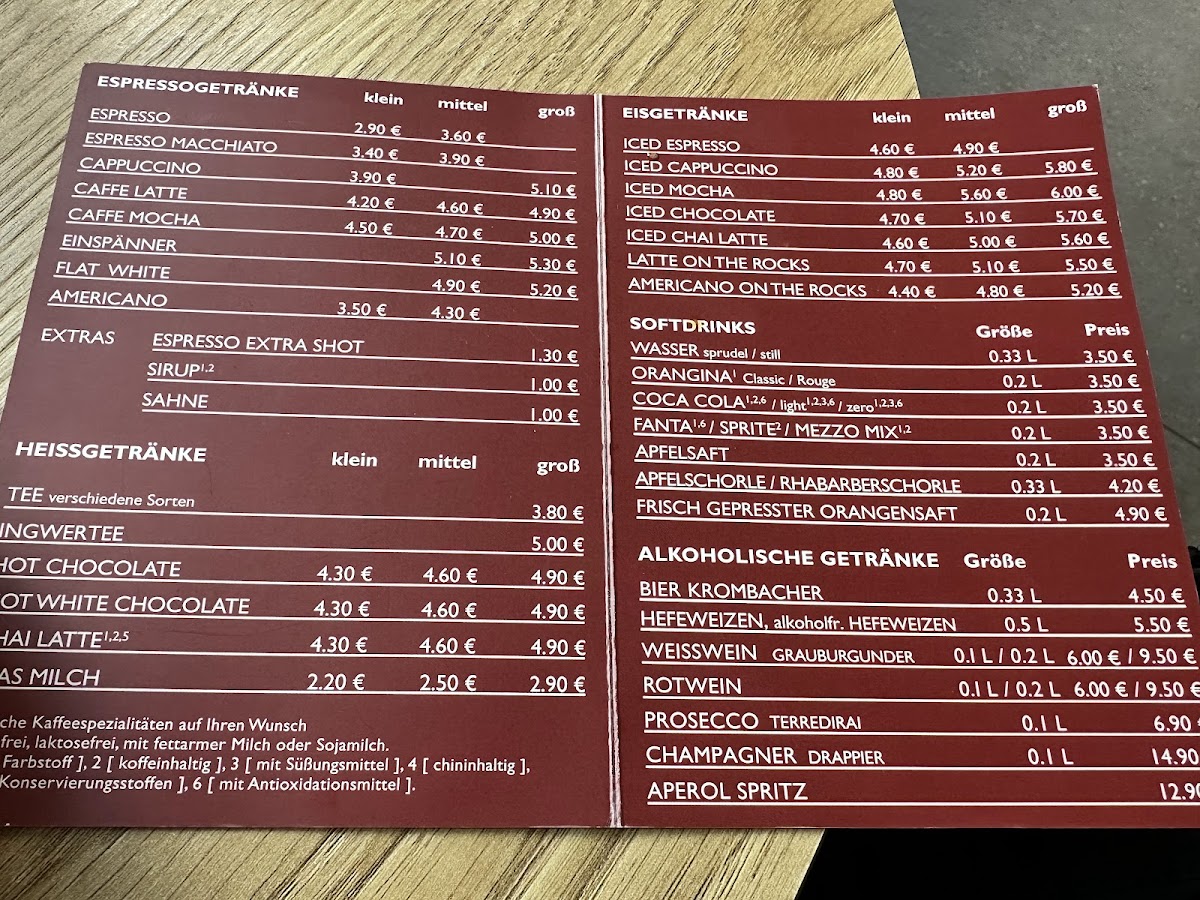 ESPRESSOGETRÄNKE klein mittel groß
ESPRESSO 2.90 € 3.60 €
ESPRESSO MACCHIATO 3.40 € 3.90 €
CAPPUCCINO 3.90 € 5.10 €
CAFFE LATTE 4.20 € 4.60 € 4.90 €
CAFFE MOCHA 4.50 € 4.70 € 5.00 €
EINSPÄNNER 5.10 € 5.30 €
FLAT WHITE 4.90 € 5.20 €
AMERICANO 3.50 € 4.30 €
EXTRAS ESPRESSO EXTRA SHOT 1.30 €
SIRUP1,2 1.00 €
SAHNE 1.00 €
HEISSGETRÄNKE klein mittel groß
TEE verschiedene Sorten 3.80 €
INGWERTEE 5.00 €
HOT CHOCOLATE 4.30 € 4.60 € 4.90 €
OT WHITE CHOCOLATE 4.30 € 4.60 € 4.90 €
HAI LATTE1,2,5 4.30 € 4.60 € 4.90 €
AS MILCH 2.20 € 2.50 € 2.90 €
che Kaffeespezialitäten auf Ihren Wunsch
frei, laktosefrei, mit fettarmer Milch oder Sojamilch.
Farbstoff ], 2 [ koffeinhaltig ], 3 [ mit Süßungsmittel ], 4 [ chininhaltig ],
Konservierungsstoffen ], 6 [ mit Antioxidationsmittel ].
EISGETRÄNKE klein mittel groß
ICED ESPRESSO 4.60 € 4.90 €
ICED CAPPUCCINO 4.80 € 5.20 € 5.80 €
ICED MOCHA 4.80 € 5.60 € 6.00 €
ICED CHOCOLATE 4.70 € 5.10 € 5.70 €
ICED CHAI LATTE 4.60 € 5.00 € 5.60 €
LATTE ON THE ROCKS 4.70 € 5.10 € 5.50 €
AMERICANO ON THE ROCKS 4.40 € 4.80 € 5.20 €
SOFTDRINKS Größe Preis
WASSER sprudel / still 0.33 L 3.50 €
ORANGINA1 Classic / Rouge 0.2 L 3.50 €
COCA COLA1,2,6 / light1,2,3,6 / zero1,2,3,6 0.2 L 3.50 €
FANTA1,6 / SPRITE2 / MEZZO MIX1,2 0.2 L 3.50 €
APFELSAFT 0.2 L 3.50 €
APFELSCHORLE / RHABARBERSCHORLE 0.33 L 4.20 €
FRISCH GEPRESSTER ORANGENSAFT 0.2 L 4.90 €
ALKOHOLISCHE GETRÄNKE Größe Preis
BIER KROMBACHER 0.33 L 4.50 €
HEFEWEIZEN, alkoholfr. HEFEWEIZEN 0.5 L 5.50 €
WEISSWEIN GRAUBURGUNDER 0.1 L / 0.2 L 6.00 € / 9.50 €
ROTWEIN 0.1 L / 0.2 L 6.00 € / 9.50 €
PROSECCO TERREDIRAI 0.1 L 6.90 €
CHAMPAGNER DRAPPIER 0.1 L 14.90
APEROL SPRITZ 12.90